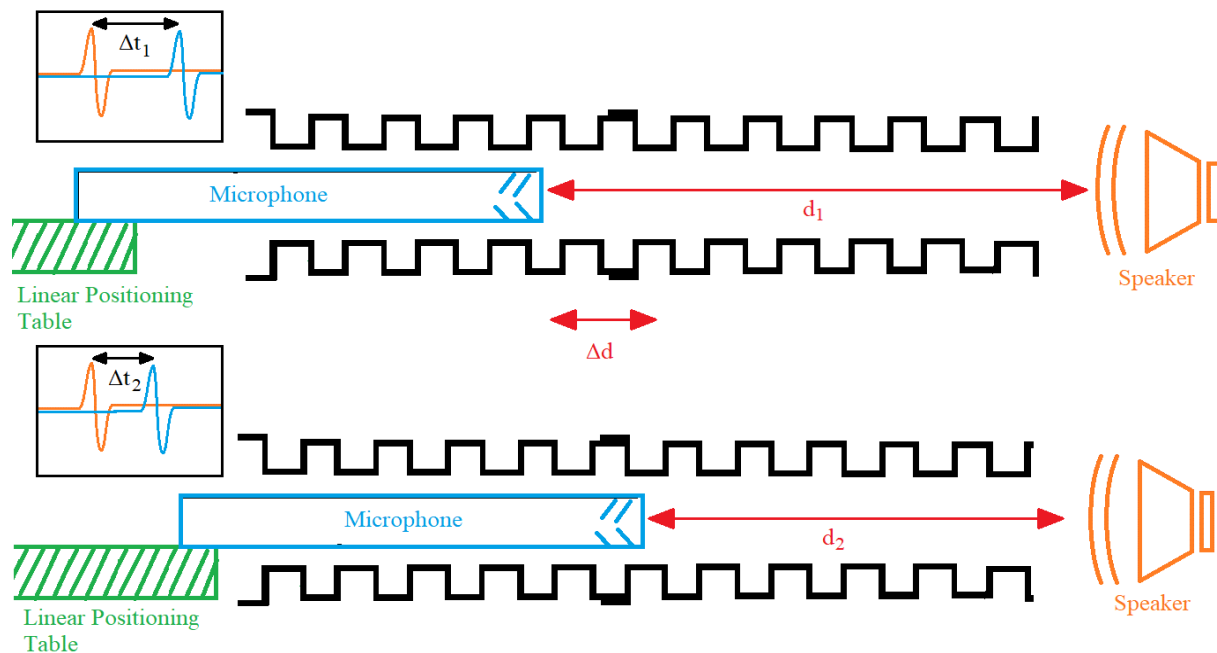 Δt₁
Microphone
d₁
Speaker
Linear Positioning
Table
Δd
Δt₂
Microphone
d₂
Speaker
Linear Positioning
Table